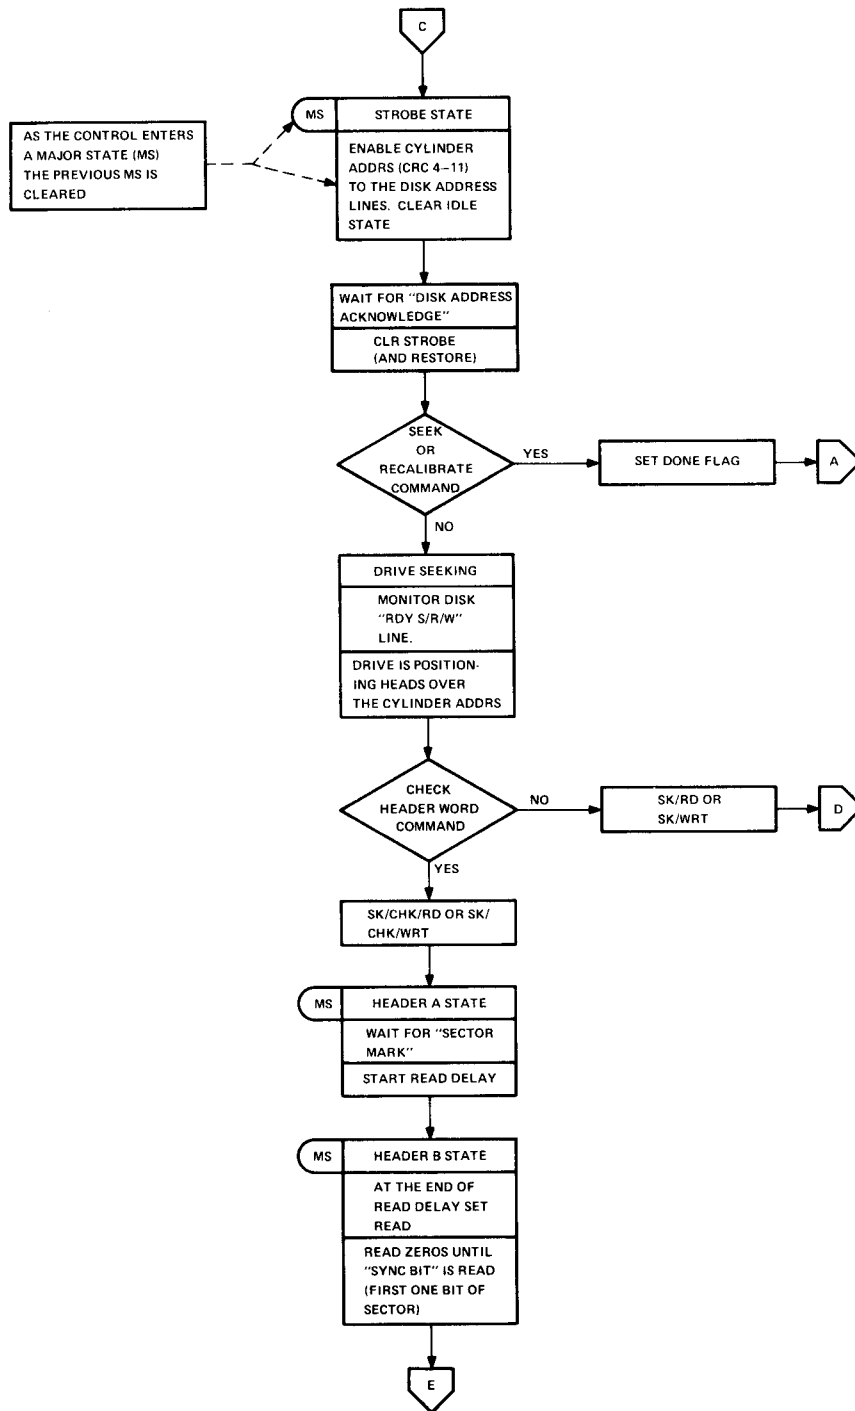 C
MS
STROBE STATE
AS THE CONTROL ENTERS
A MAJOR STATE (MS)
THE PREVIOUS MS IS
CLEARED
ENABLE CYLINDER
ADDRS (CRC 4–11)
TO THE DISK ADDRESS
LINES. CLEAR IDLE
STATE
WAIT FOR "DISK ADDRESS
ACKNOWLEDGE"
CLR STROBE
(AND RESTORE)
SEEK
OR
RECALIBRATE
COMMAND
YES
SET DONE FLAG
A
NO
DRIVE SEEKING
MONITOR DISK
"RDY S/R/W"
LINE.
DRIVE IS POSITION-
ING HEADS OVER
THE CYLINDER ADDRS
CHECK
HEADER WORD
COMMAND
NO
SK/RD OR
SK/WRT
D
YES
SK/CHK/RD OR SK/
CHK/WRT
MS
HEADER A STATE
WAIT FOR "SECTOR
MARK"
START READ DELAY
MS
HEADER B STATE
AT THE END OF
READ DELAY SET
READ
READ ZEROS UNTIL
"SYNC BIT" IS READ
(FIRST ONE BIT OF
SECTOR)
E